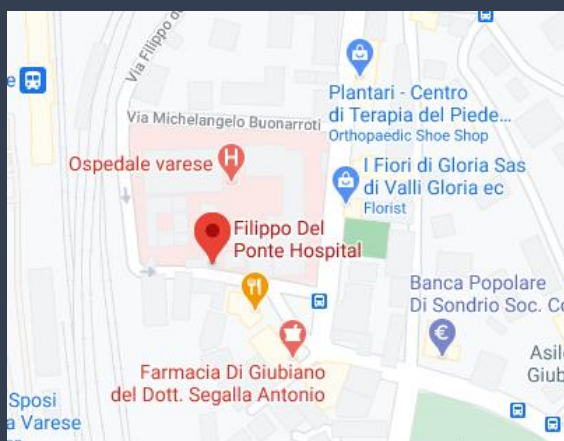 Via Filippo de
e
Plantari - Centro
di Terapia del Piede...
Orthopaedic Shoe Shop
Via Michelangelo Buonarroti
Ospedale varese
H
I Fiori di Gloria Sas
di Valli Gloria ec
Florist
Filippo Del
Ponte Hospital
Banca Popolare
Di Sondrio Soc. Co
€
Farmacia Di Giubiano
del Dott. Segalla Antonio
Asil
Giub
Sposi
a Varese